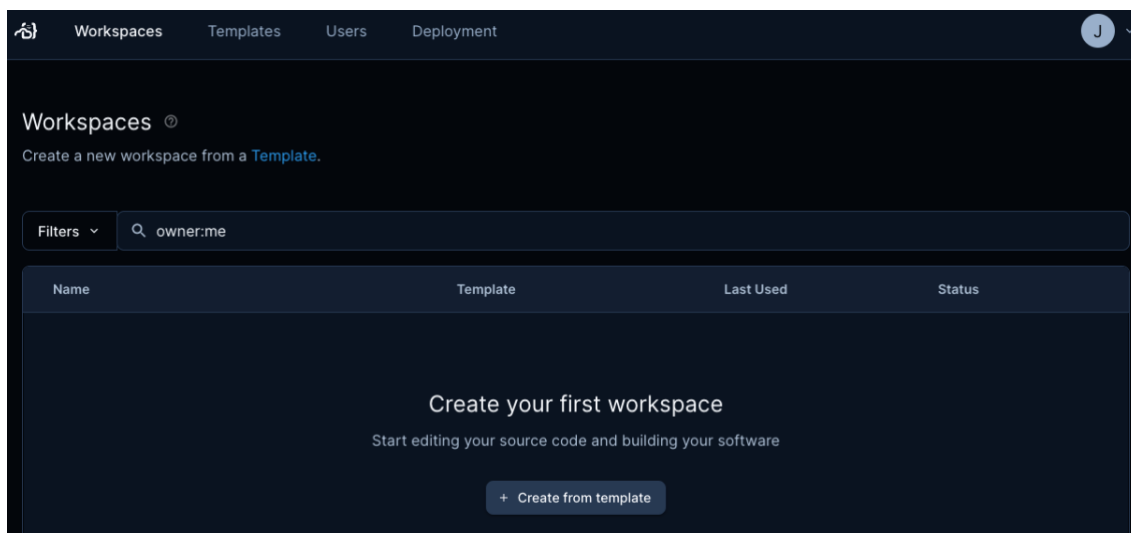 Workspaces Templates Users Deployment J
Workspaces
Create a new workspace from a Template.
Filters owner:me
Name Template Last Used Status
Create your first workspace
Start editing your source code and building your software
+ Create from template